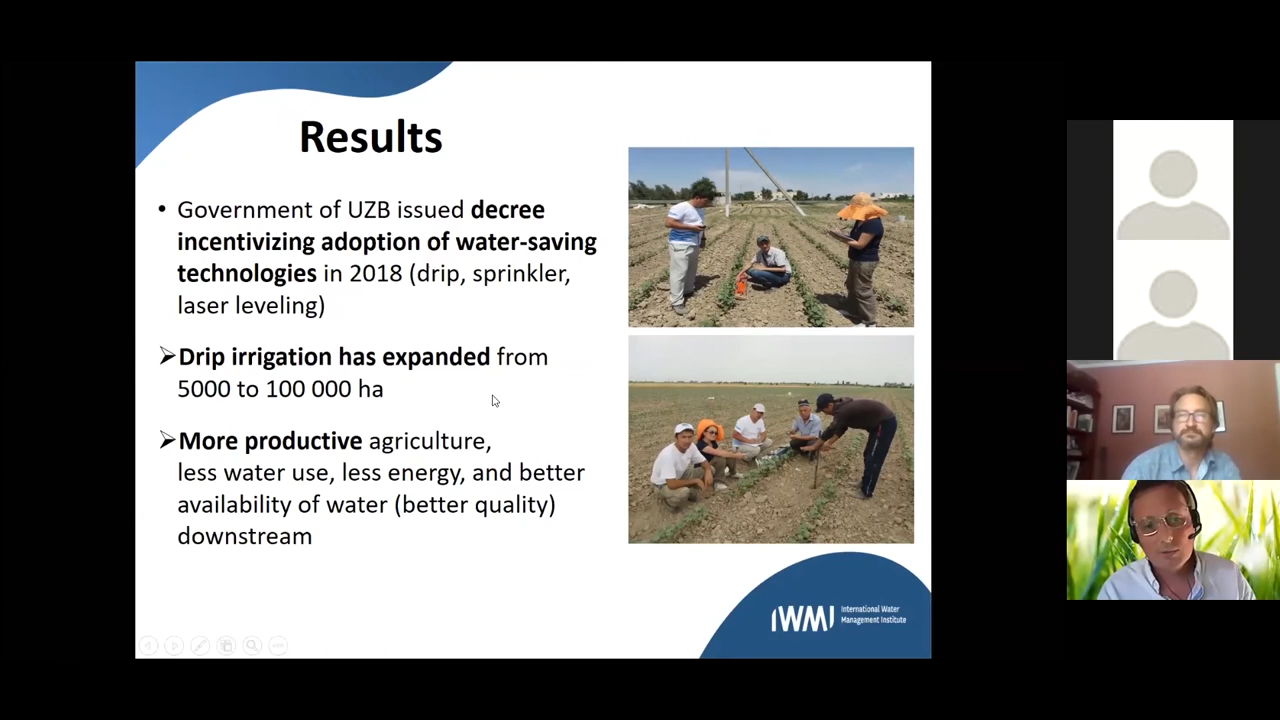 Results
• Government of UZB issued decree
incentivizing adoption of water-saving
technologies in 2018 (drip, sprinkler,
laser leveling)
➢Drip irrigation has expanded from
5000 to 100 000 ha
➢More productive agriculture,
less water use, less energy, and better
availability of water (better quality)
downstream
IWMI International Water
Management Institute